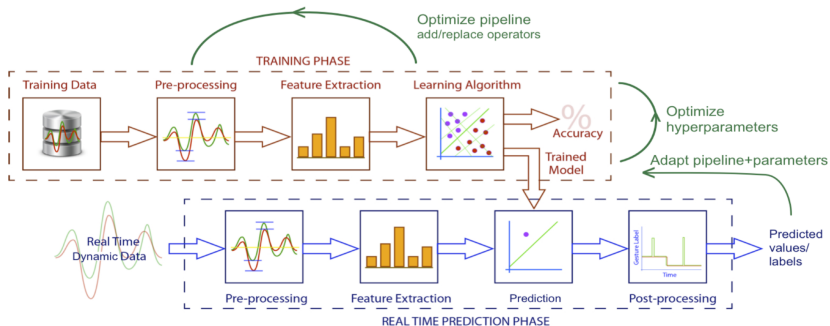 Optimize pipeline
add/replace operators
TRAINING PHASE
Training Data
Pre-processing
Feature Extraction
Learning Algorithm
%
Accuracy
Trained
Model
Optimize
hyperparameters
Adapt pipeline+parameters
Real Time
Dynamic Data
Gesture Label
Time
Predicted
values/
labels
Pre-processing
Feature Extraction
Prediction
Post-processing
REAL TIME PREDICTION PHASE